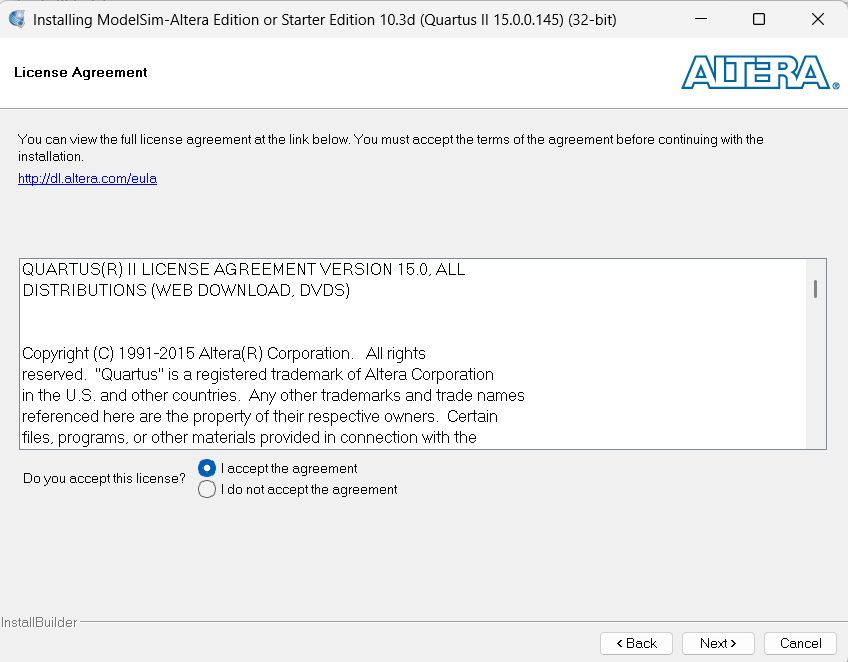 Installing ModelSim-Altera Edition or Starter Edition 10.3d (Quartus II 15.0.0.145) (32-bit)
License Agreement
ALTERA®
You can view the full license agreement at the link below. You must accept the terms of the agreement before continuing with the
installation.
http://dl.altera.com/eula
QUARTUS(R) II LICENSE AGREEMENT VERSION 15.0, ALL
DISTRIBUTIONS (WEB DOWNLOAD, DVDS)
Copyright (C) 1991-2015 Altera(R) Corporation.   All rights
reserved.  "Quartus" is a registered trademark of Altera Corporation
in the U.S. and other countries.  Any other trademarks and trade names
referenced here are the property of their respective owners.  Certain
files, programs, or other materials provided in connection with the
Do you accept this license?
I accept the agreement
I do not accept the agreement
InstallBuilder
< Back
Next >
Cancel